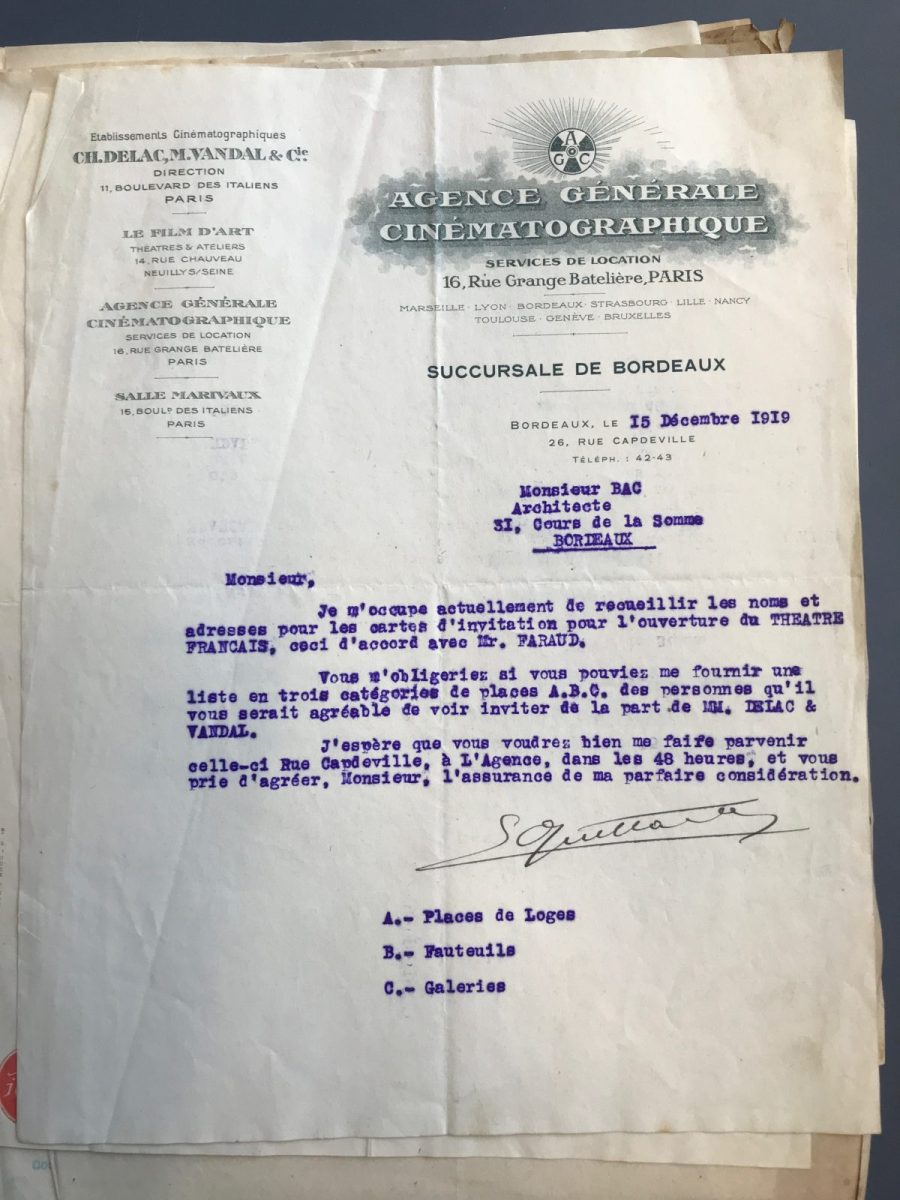 Etablissements Cinématographiques
CH. DELAC, M. VANDAL & Cie.
DIRECTION
11, BOULEVARD DES ITALIENS
PARIS
LE FILM D'ART
THÉATRES & ATELIERS
14, RUE CHAUVEAU
NEUILLY S/SEINE
AGENCE GÉNÉRALE
CINÉMATOGRAPHIQUE
SERVICES DE LOCATION
16, RUE GRANGE BATELIÈRE
PARIS
SALLE MARIVAUX
15, BOULD DES ITALIENS
PARIS
A
G C
AGENCE GÉNÉRALE
CINÉMATOGRAPHIQUE
SERVICES DE LOCATION
16, Rue Grange Batelière, PARIS
MARSEILLE · LYON · BORDEAUX · STRASBOURG · LILLE · NANCY
TOULOUSE · GENÈVE · BRUXELLES
SUCCURSALE DE BORDEAUX
BORDEAUX, LE 15 Décembre 1919
26, RUE CAPDEVILLE
TÉLÉPH. : 42-43
Monsieur BAC
Architecte
31, Cours de la Somme
BORDEAUX
Monsieur,
Je m'occupe actuellement de recueillir les noms et
adresses pour les cartes d'invitation pour l'ouverture du THEATRE
FRANCAIS, ceci d'accord avec Mr. FARAUD.
Vous m'obligeriez si vous pouviez me fournir une
liste en trois catégories de places A.B.C. des personnes qu'il
vous serait agréable de voir inviter de la part de MM. DELAC &
VANDAL.
J'espère que vous voudrez bien me faife parvenir
celle-ci Rue Capdeville, à L'Agence, dans les 48 heures, et vous
prie d'agréer, Monsieur, l'assurance de ma parfaire considération.
A.- Places de Loges
B.- Fauteuils
C.- Galeries